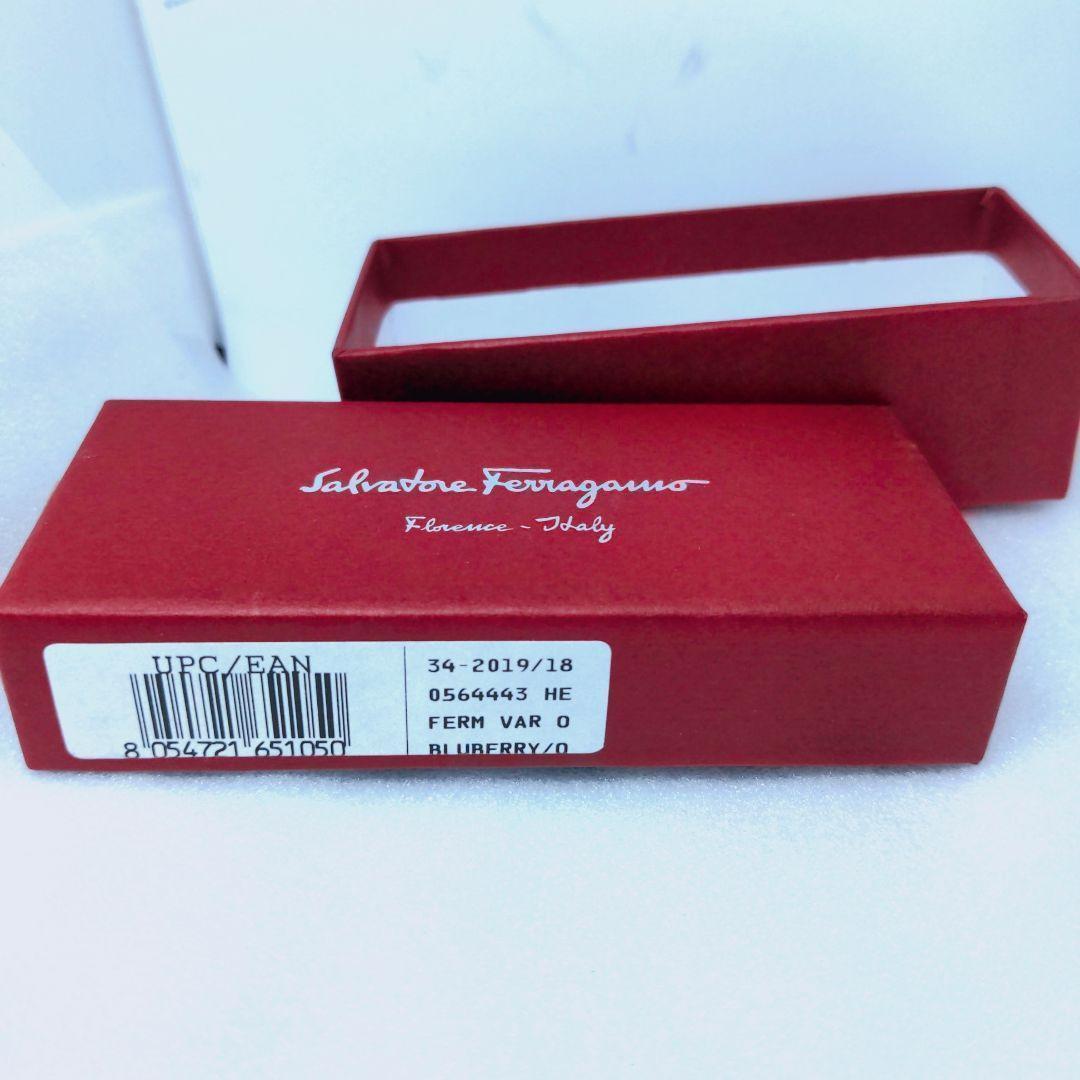 Salvatore Ferragamo
Florence - Italy
UPC/EAN
8 054721 651050
34-2019/18
0564443 HE
FERM VAR O
BLUBERRY/O